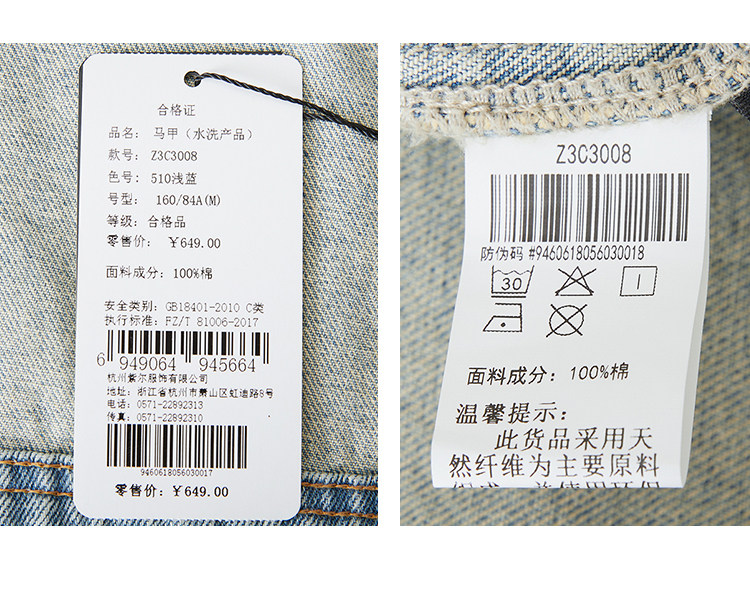 合格证
品名： 马甲（水洗产品）
款号： Z3C3008
色号： 510浅蓝
号型： 160/84A(M)
等级： 合格品
零售价： ￥649.00
面料成分： 100%棉
安全类别： GB18401-2010 C类
执行标准： FZ/T 81006-2017
6 949064 945664
杭州紫尔服饰有限公司
地址： 浙江省杭州市萧山区虹迪路8号
电话： 0571-22892313
传真： 0571-22892310
9460618056030017
零售价： ￥649.00
Z3C3008
防伪码 #9460618056030018
30
面料成分： 100%棉
温馨提示：
此货品采用天
然纤维为主要原料